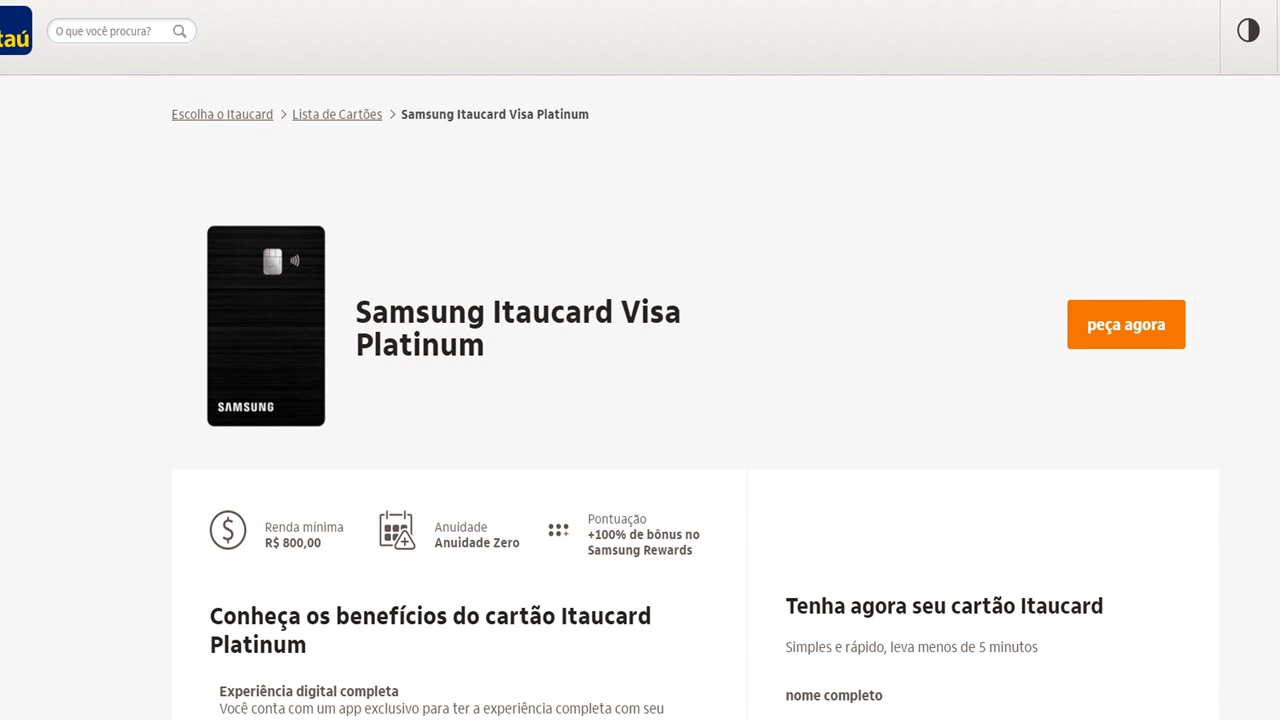 taú
O que você procura?
Escolha o Itaucard > Lista de Cartões > Samsung Itaucard Visa Platinum
SAMSUNG
Samsung Itaucard Visa
Platinum
peça agora
Renda mínima
R$ 800,00
Anuidade
Anuidade Zero
Pontuação
+100% de bônus no
Samsung Rewards
Conheça os benefícios do cartão Itaucard
Platinum
Experiência digital completa
Você conta com um app exclusivo para ter a experiência completa com seu
Tenha agora seu cartão Itaucard
Simples e rápido, leva menos de 5 minutos
nome completo